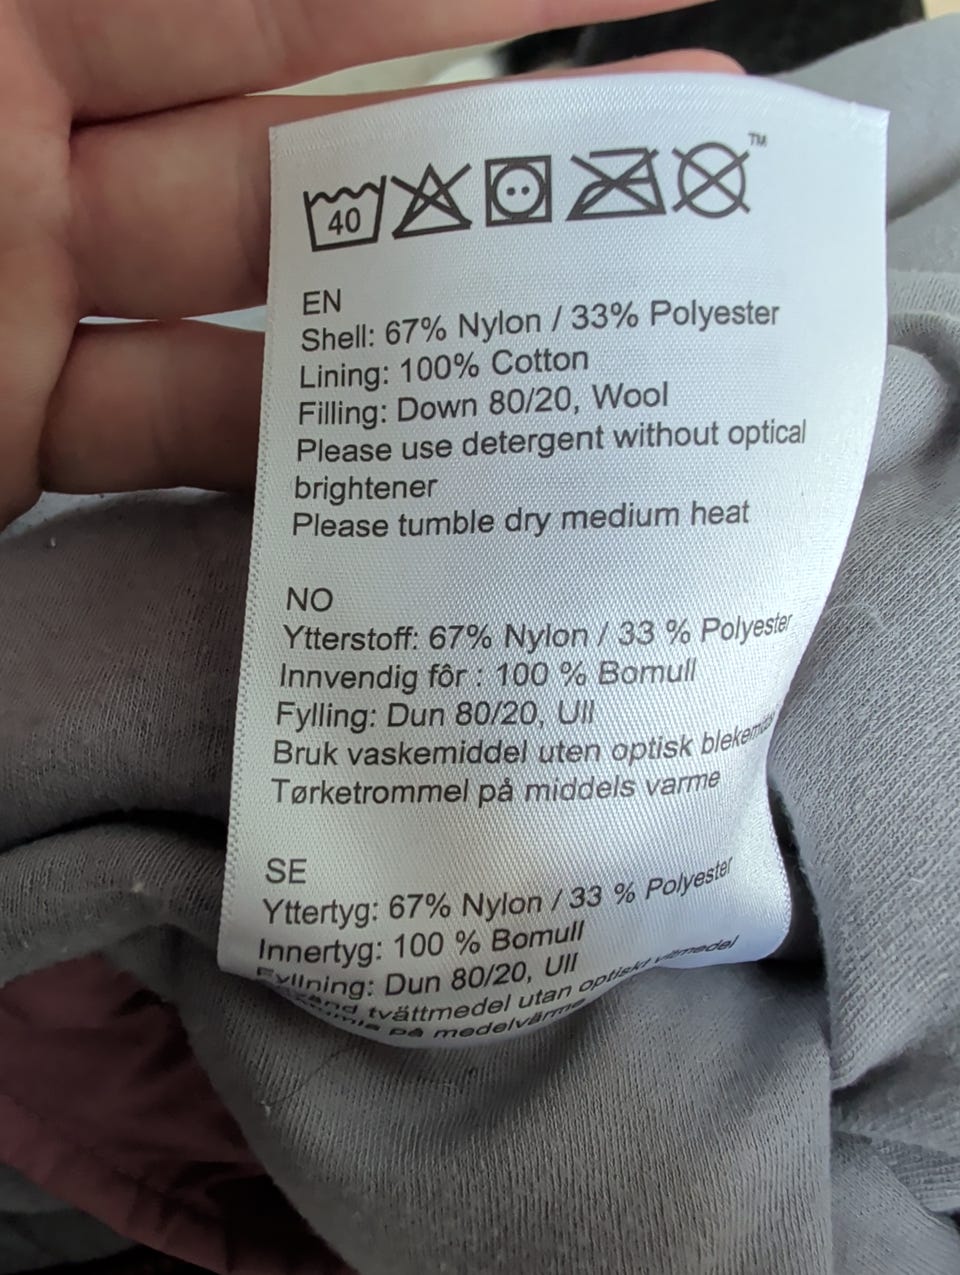 40
TM
EN
Shell: 67% Nylon / 33% Polyester
Lining: 100% Cotton
Filling: Down 80/20, Wool
Please use detergent without optical
brightener
Please tumble dry medium heat
NO
Ytterstoff: 67% Nylon / 33 % Polyester
Innvendig fôr : 100 % Bomull
Fylling: Dun 80/20, Ull
Bruk vaskemiddel uten optisk
Tørketrommel på middels varme
SE
Yttertyg: 67% Nylon / 33 % Polyester
Innertyg: 100 % Bomull
Fyllning: Dun 80/20, Ull
tvättmedel utan optiskt vitmedel
på medelvärme